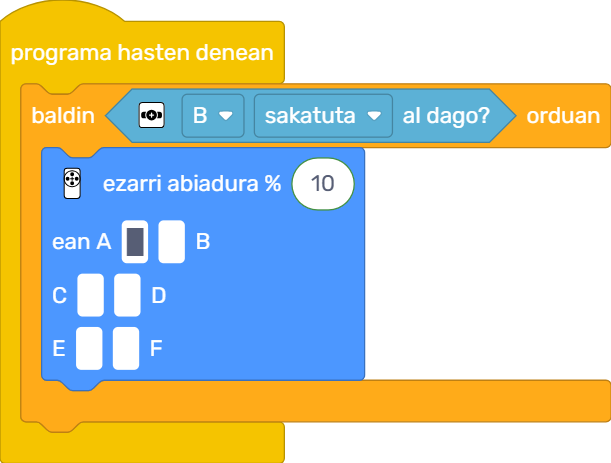 programa hasten denean
baldin B sakatuta al dago? orduan
ezarri abiadura % 10
ean A B
C D
E F